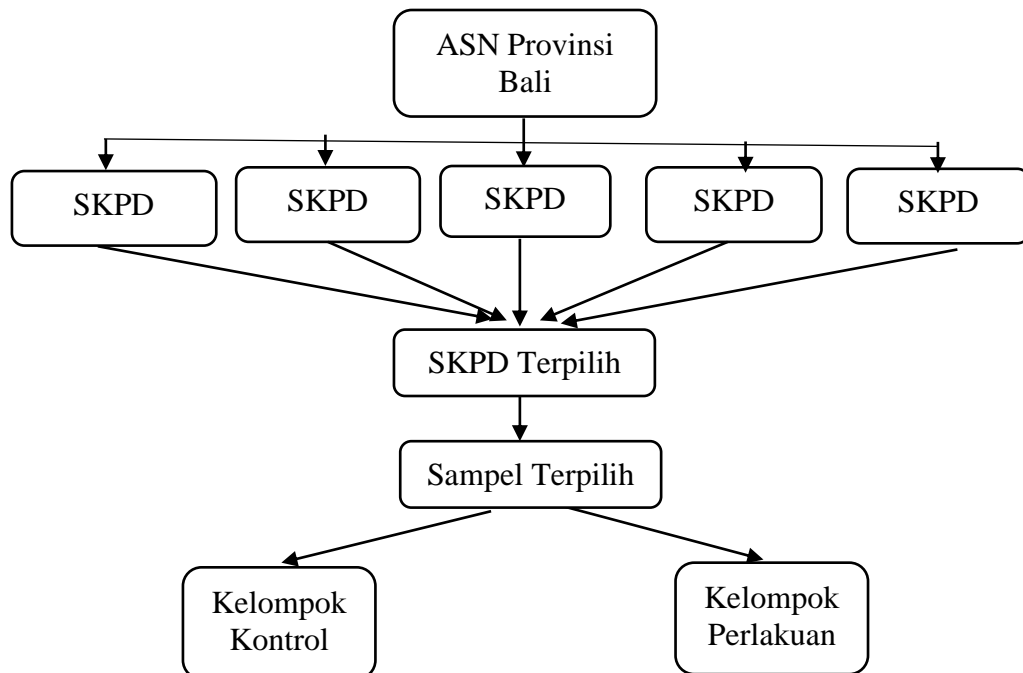 ASN Provinsi
Bali
SKPD
SKPD
SKPD
SKPD
SKPD
SKPD Terpilih
Sampel Terpilih
Kelompok
Kontrol
Kelompok
Perlakuan